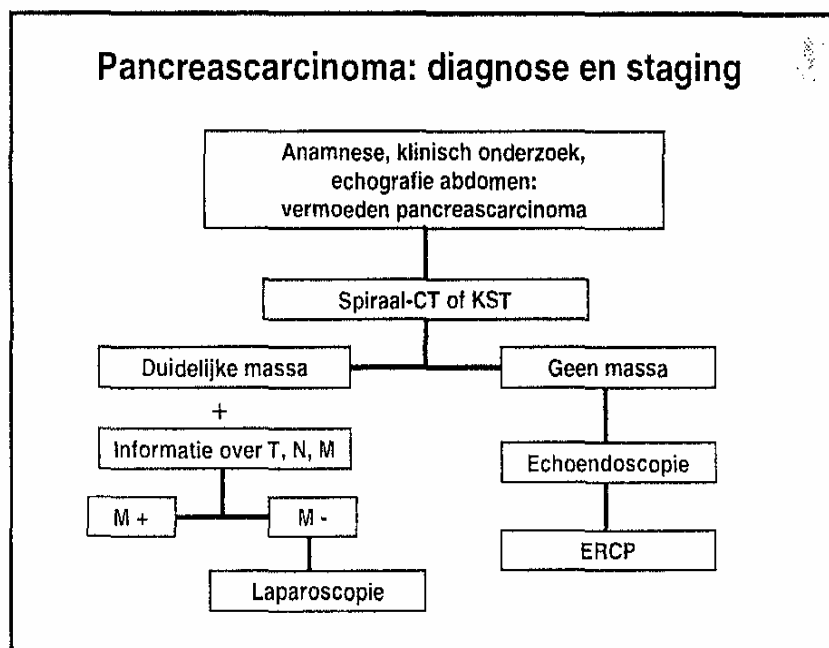 Pancreascarcinoma: diagnose en staging
Anamnese, klinisch onderzoek,
echografie abdomen:
vermoeden pancreascarcinoma
Spiraal-CT of KST
Duidelijke massa
Geen massa
+
Informatie over T, N, M
Echoendoscopie
M +
M -
ERCP
Laparoscopie